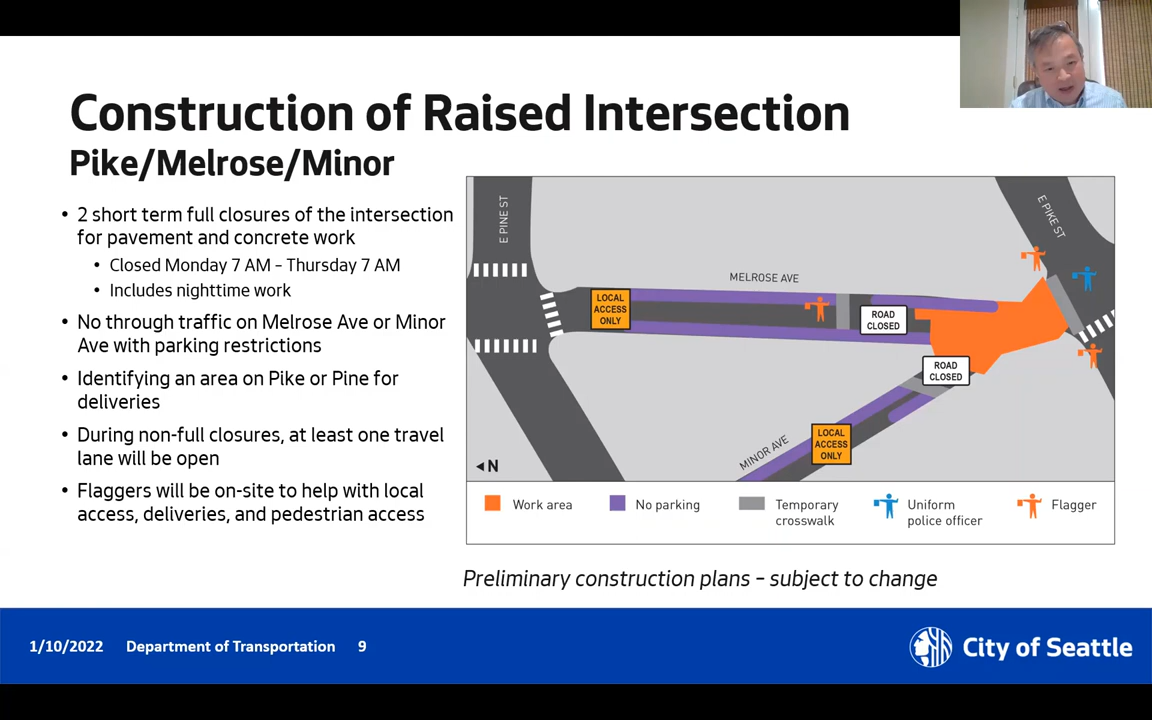 Construction of Raised Intersection
Pike/Melrose/Minor
• 2 short term full closures of the intersection
for pavement and concrete work
• Closed Monday 7 AM – Thursday 7 AM
• Includes nighttime work
• No through traffic on Melrose Ave or Minor
Ave with parking restrictions
• Identifying an area on Pike or Pine for
deliveries
• During non-full closures, at least one travel
lane will be open
• Flaggers will be on-site to help with local
access, deliveries, and pedestrian access
E PINE ST
E PIKE ST
MELROSE AVE
LOCAL
ACCESS
ONLY
ROAD
CLOSED
ROAD
CLOSED
LOCAL
ACCESS
ONLY
MINOR AVE
N
Work area
No parking
Temporary
crosswalk
Uniform
police officer
Flagger
Preliminary construction plans – subject to change
1/10/2022 Department of Transportation 9
City of Seattle